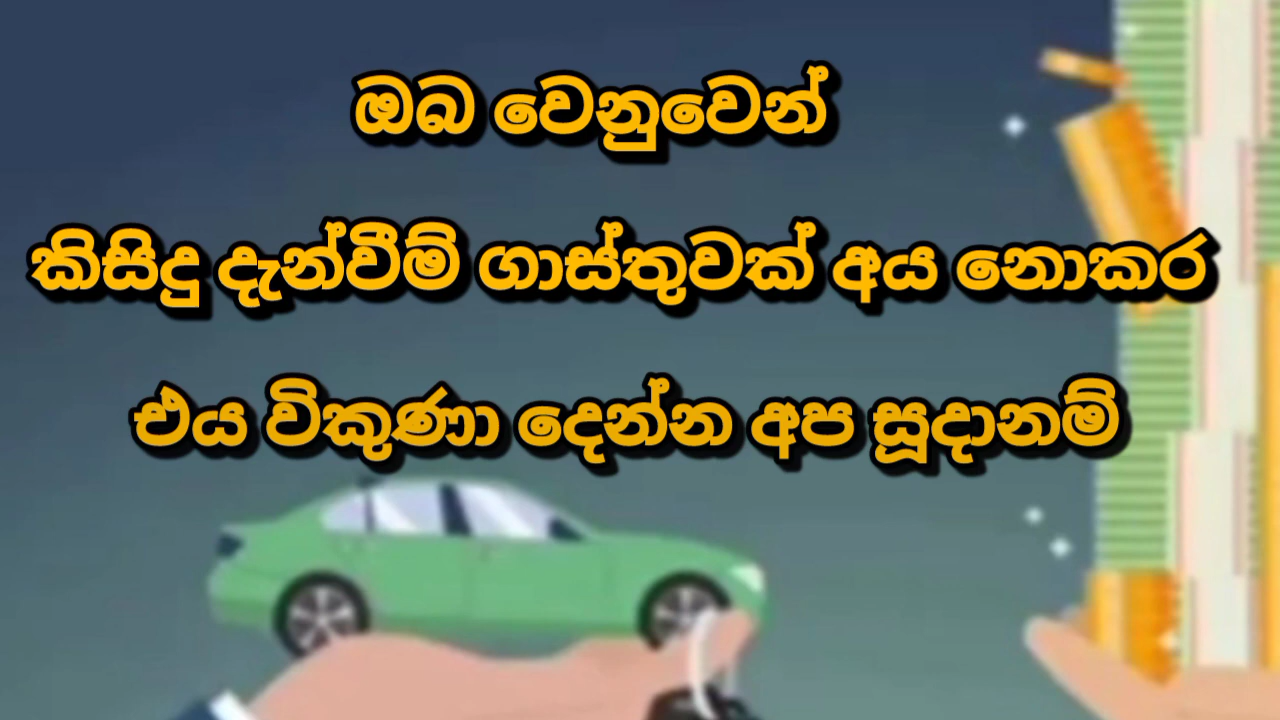 ඔබ වෙනුවෙන්
කිසිදු දැන්වීම් ගාස්තුවක් අය නොකර
එය විකුණා දෙන්න අප සූදානම්